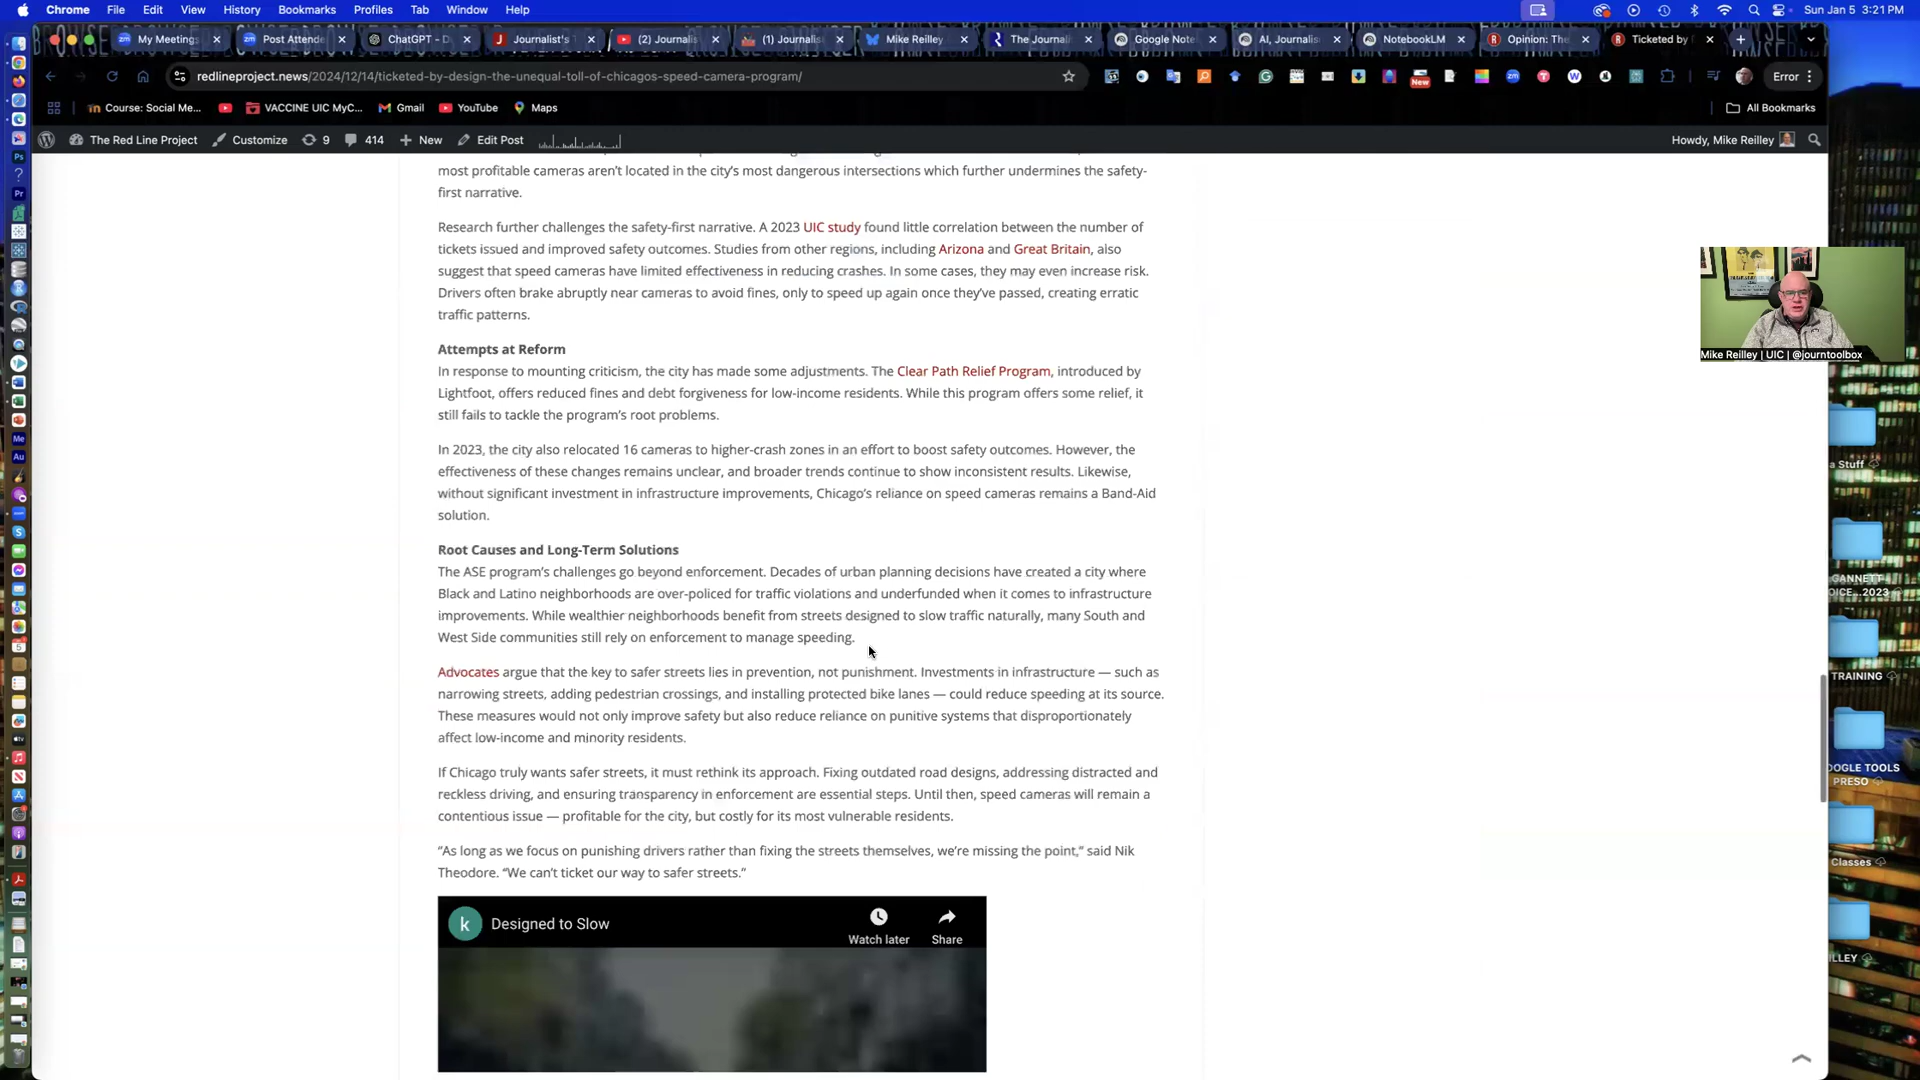 Chrome File Edit View History Bookmarks Profiles Tab Window Help Sun Jan 5 3:21 PM
My Meeting Post Attende ChatGPT - D Journalist's (2) Journali (1) Journali Mike Reilley The Journal Google Note AI, Journalis NotebookLM Opinion: The Ticketed by
redlineproject.news/2024/12/14/ticketed-by-design-the-unequal-toll-of-chicagos-speed-camera-program/ New Error
Course: Social Me... VACCINE UIC MyC... Gmail YouTube Maps All Bookmarks
The Red Line Project Customize 9 414 New Edit Post Howdy, Mike Reilley
most profitable cameras aren't located in the city's most dangerous intersections which further undermines the safety-
first narrative.
Research further challenges the safety-first narrative. A 2023 UIC study found little correlation between the number of
tickets issued and improved safety outcomes. Studies from other regions, including Arizona and Great Britain, also
suggest that speed cameras have limited effectiveness in reducing crashes. In some cases, they may even increase risk.
Drivers often brake abruptly near cameras to avoid fines, only to speed up again once they've passed, creating erratic
traffic patterns.
Attempts at Reform
In response to mounting criticism, the city has made some adjustments. The Clear Path Relief Program, introduced by
Lightfoot, offers reduced fines and debt forgiveness for low-income residents. While this program offers some relief, it
still fails to tackle the program's root problems.
In 2023, the city also relocated 16 cameras to higher-crash zones in an effort to boost safety outcomes. However, the
effectiveness of these changes remains unclear, and broader trends continue to show inconsistent results. Likewise,
without significant investment in infrastructure improvements, Chicago's reliance on speed cameras remains a Band-Aid
solution.
Root Causes and Long-Term Solutions
The ASE program's challenges go beyond enforcement. Decades of urban planning decisions have created a city where
Black and Latino neighborhoods are over-policed for traffic violations and underfunded when it comes to infrastructure
improvements. While wealthier neighborhoods benefit from streets designed to slow traffic naturally, many South and
West Side communities still rely on enforcement to manage speeding.
Advocates argue that the key to safer streets lies in prevention, not punishment. Investments in infrastructure — such as
narrowing streets, adding pedestrian crossings, and installing protected bike lanes — could reduce speeding at its source.
These measures would not only improve safety but also reduce reliance on punitive systems that disproportionately
affect low-income and minority residents.
If Chicago truly wants safer streets, it must rethink its approach. Fixing outdated road designs, addressing distracted and
reckless driving, and ensuring transparency in enforcement are essential steps. Until then, speed cameras will remain a
contentious issue — profitable for the city, but costly for its most vulnerable residents.
“As long as we focus on punishing drivers rather than fixing the streets themselves, we're missing the point,” said Nik
Theodore. “We can't ticket our way to safer streets.”
k Designed to Slow
Watch later Share
Mike Reilley | UIC | @journtoolbox
a Stuff
GANNETT
OICE...2023
TRAINING
OOGLE TOOLS
PRESO
Classes
ILLEY